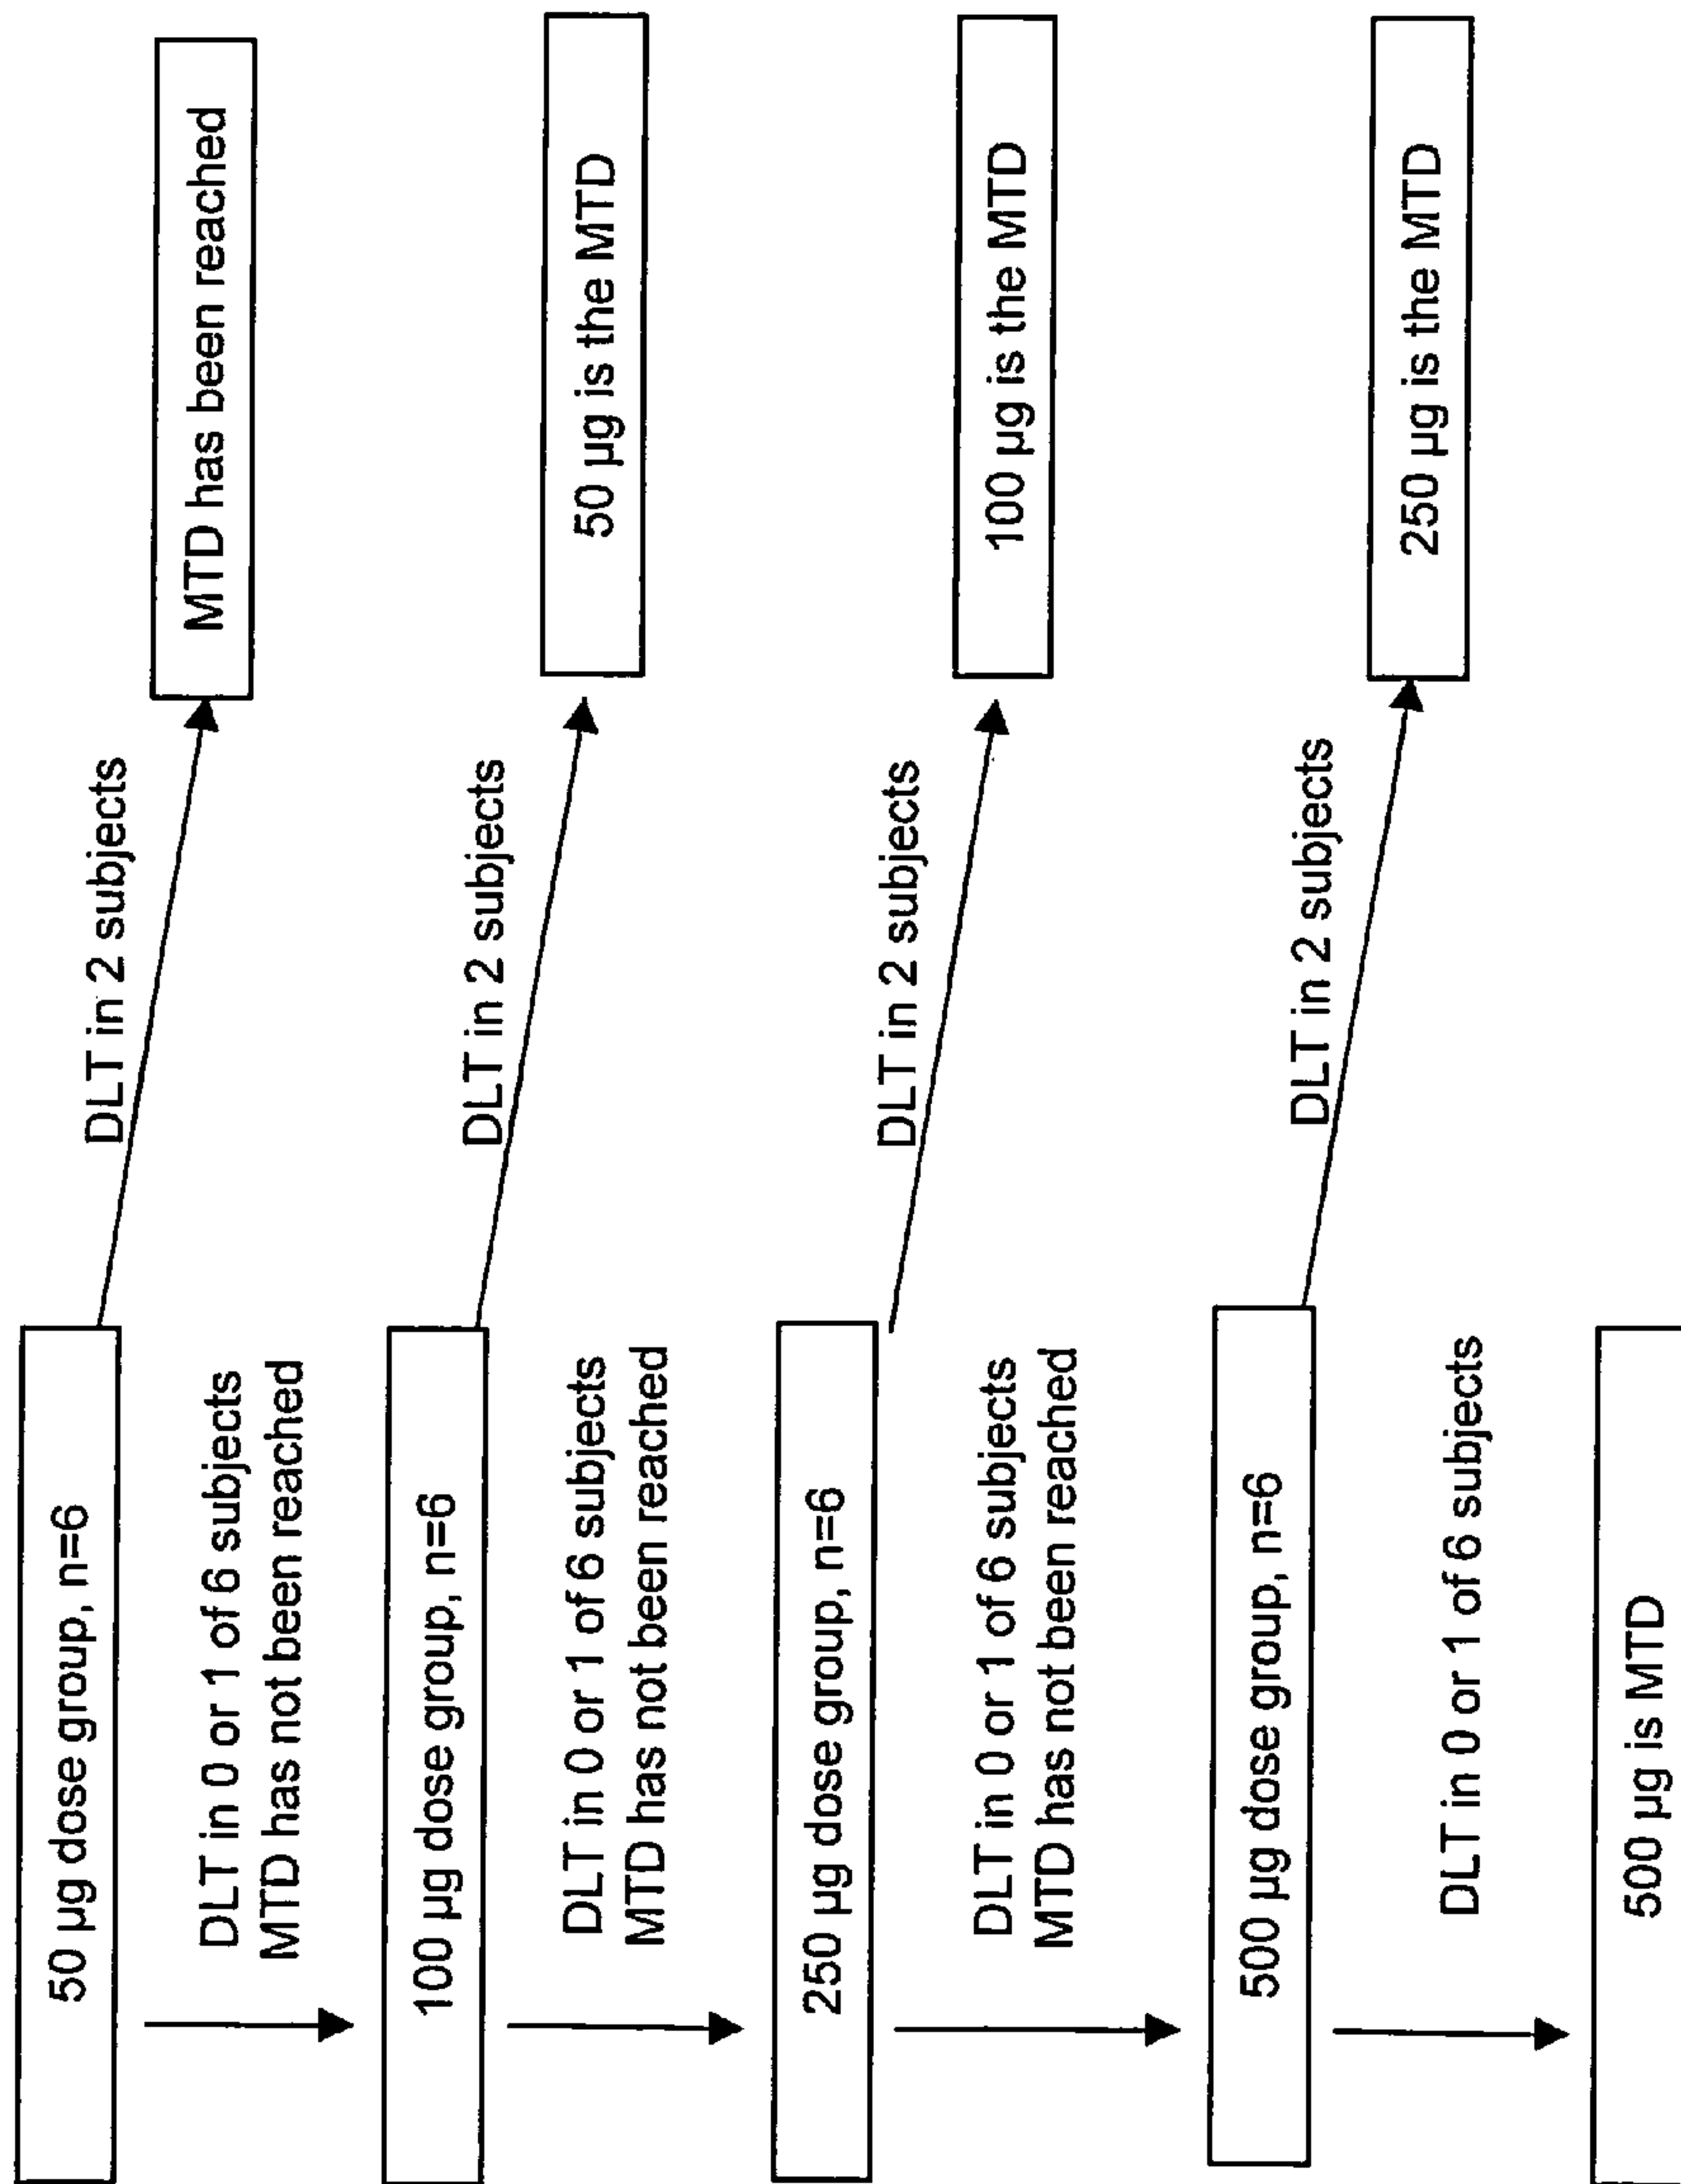 50 µg dose group, n=6
DLT in 2 subjects
MTD has been reached
DLT in 0 or 1 of 6 subjects
MTD has not been reached
100 µg dose group, n=6
DLT in 2 subjects
50 µg is the MTD
DLT in 0 or 1 of 6 subjects
MTD has not been reached
250 µg dose group, n=6
DLT in 2 subjects
100 µg is the MTD
DLT in 0 or 1 of 6 subjects
MTD has not been reached
500 µg dose group, n=6
DLT in 2 subjects
250 µg is the MTD
DLT in 0 or 1 of 6 subjects
500 µg is MTD